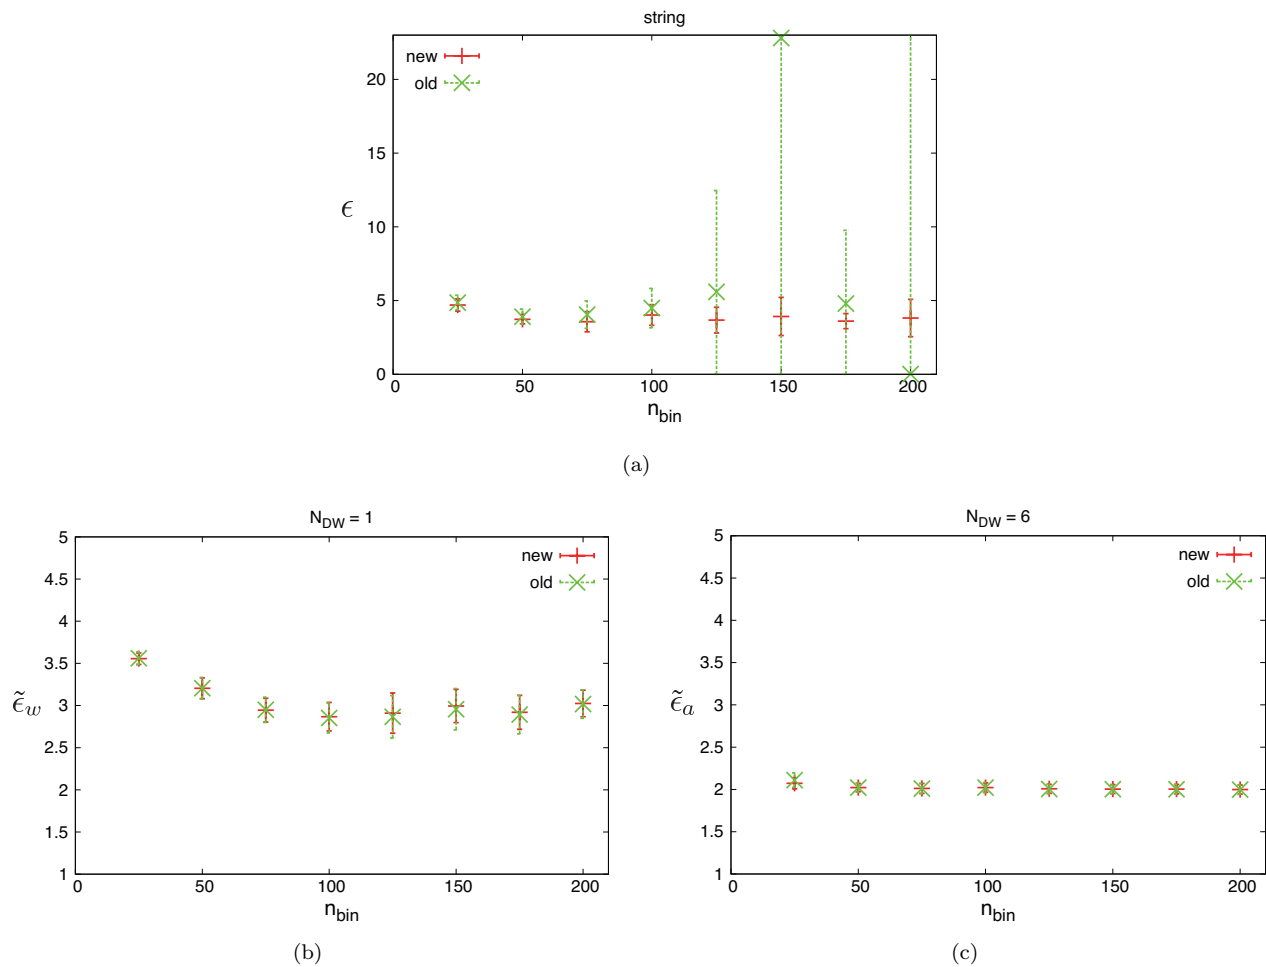 string
new
old
20
15
ϵ
10
5
0
0 50 100 150 200
n_bin
(a)
N_DW = 1
new
old
5
4.5
4
3.5
ϵ̃_w 3
2.5
2
1.5
1
0 50 100 150 200
n_bin
(b)
N_DW = 6
new
old
5
4.5
4
3.5
ϵ̃_a 3
2.5
2
1.5
1
0 50 100 150 200
n_bin
(c)